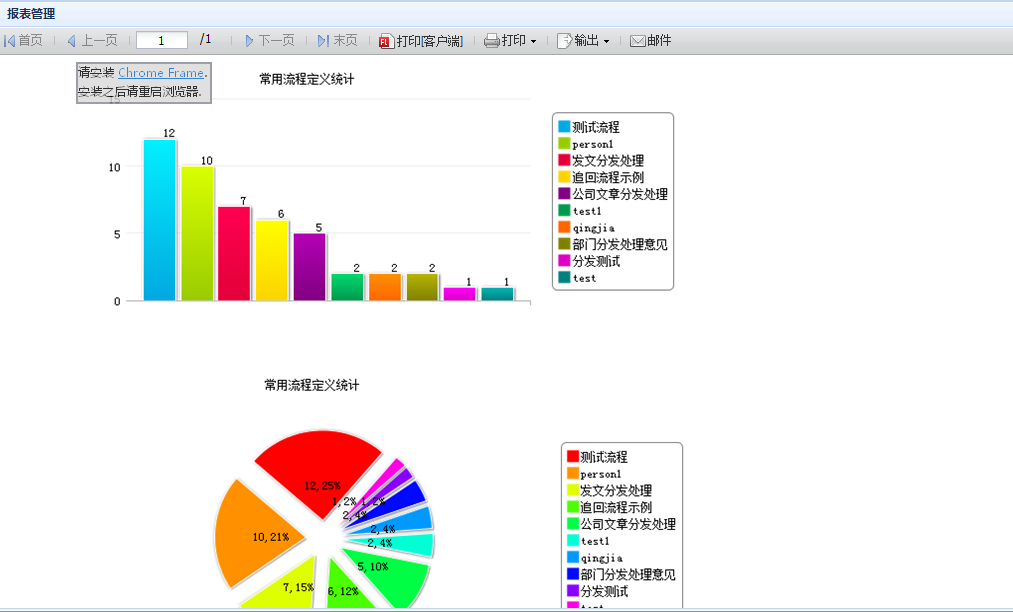 报表管理
首页 上一页 1 /1 下一页 末页 打印[客户端] 打印 输出 邮件
请安装 Chrome Frame.
安装之后请重启浏览器.
常用流程定义统计
15
10
5
0
12
10
7
6
5
2
2
2
1
1
测试流程
person1
发文分发处理
追回流程示例
公司文章分发处理
test1
qingjia
部门分发处理意见
分发测试
test
常用流程定义统计
12, 25%
1, 2%
1, 2%
2, 4%
2, 4%
2, 4%
10, 21%
5, 10%
7, 15%
6, 12%
测试流程
person1
发文分发处理
追回流程示例
公司文章分发处理
test1
qingjia
部门分发处理意见
分发测试
test